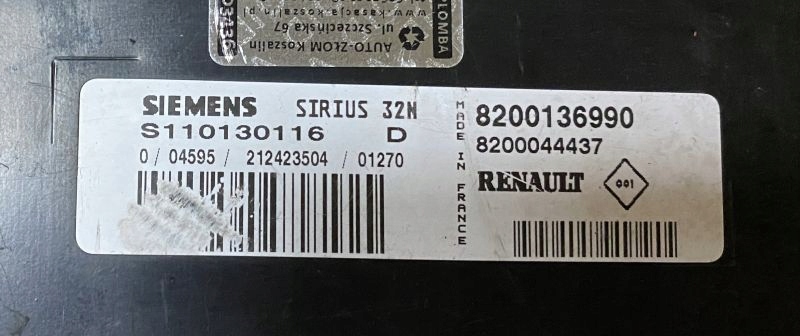 AUTO-ZŁOM Koszalin
ul. Szczecińska 67
www.kasacja.koszalin.pl
PLOMBA
SIEMENS SIRIUS 32N
S110130116 D
0 / 04595 / 212423504 / 01270
MADE IN FRANCE
8200136990
8200044437
RENAULT 001